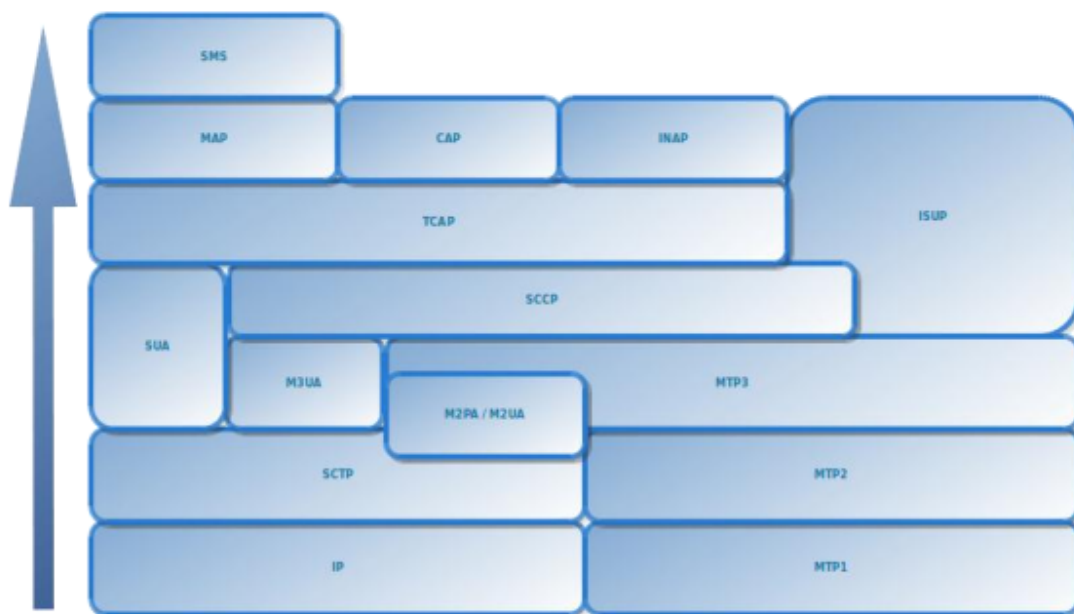 SMS
MAP
CAP
INAP
ISUP
TCAP
SCCP
SUA
M3UA
MTP3
M2PA / M2UA
SCTP
MTP2
IP
MTP1